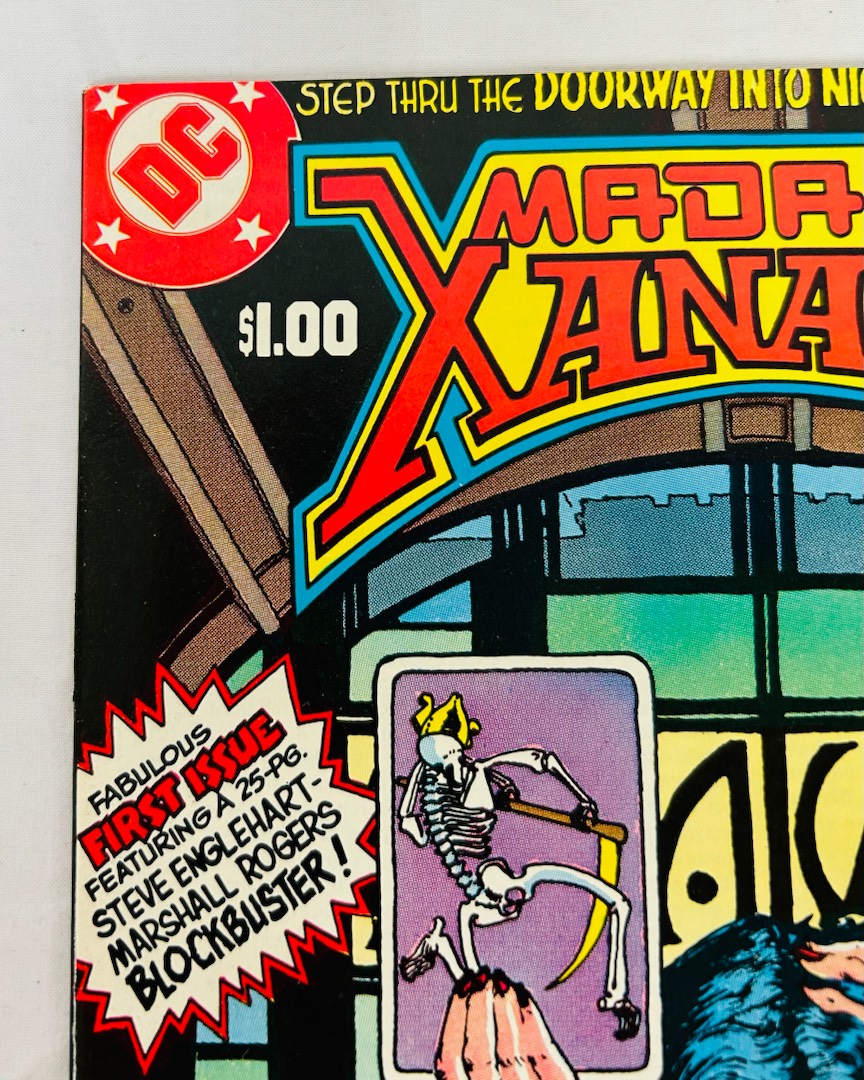 STEP THRU THE DOORWAY INTO NIG
DC
MADA
XANA
$1.00
FABULOUS
FIRST ISSUE
FEATURING A 25-PG.
STEVE ENGLEHART-
MARSHALL ROGERS
BLOCKBUSTER!